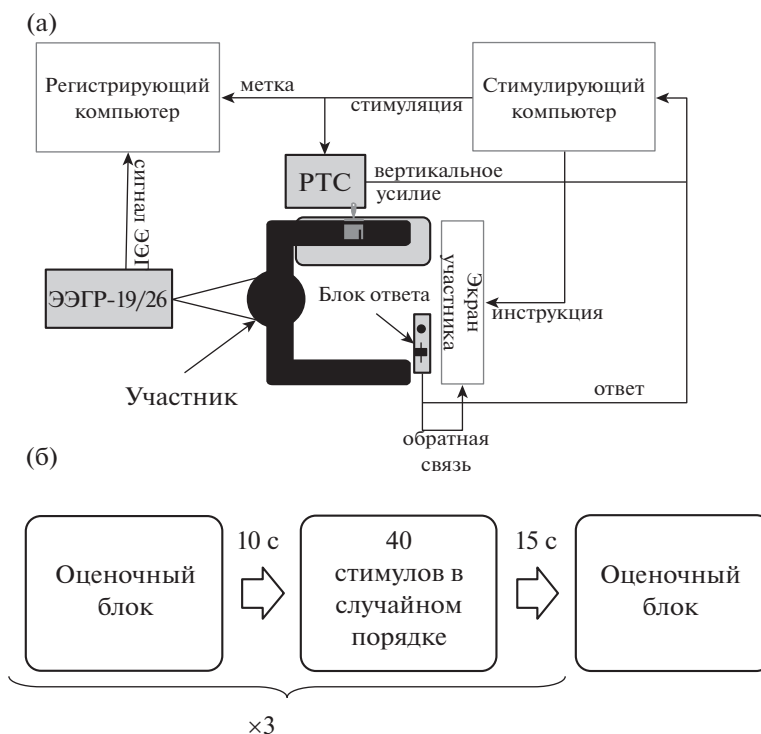 (а)
Регистрирующий
компьютер
метка
стимуляция
Стимулирующий
компьютер
РТС
вертикальное
усилие
сигнал ЭЭГ
ЭЭГР-19/26
Блок ответа
Экран
участника
инструкция
Участник
ответ
обратная
связь
(б)
Оценочный
блок
10 с
40
стимулов в
случайном
порядке
15 с
Оценочный
блок
×3